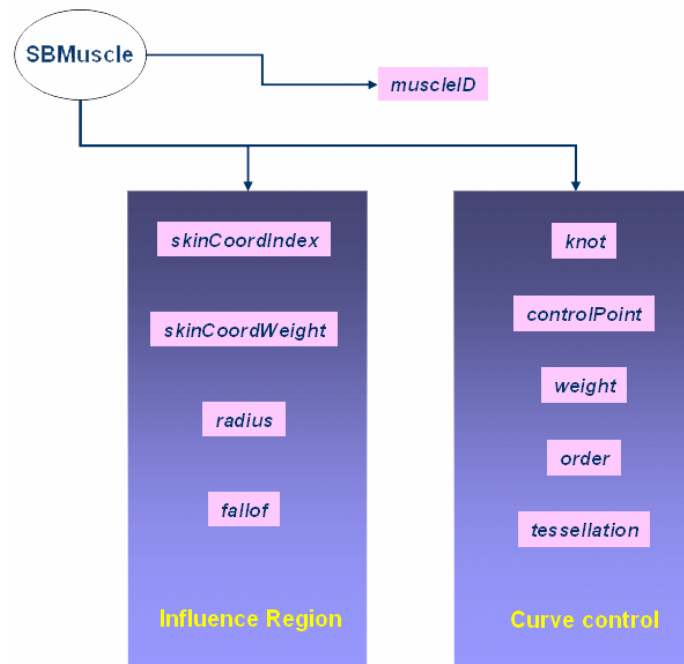 SBMuscle
muscleID
skinCoordIndex
skinCoordWeight
radius
fallof
Influence Region
knot
controlPoint
weight
order
tessellation
Curve control